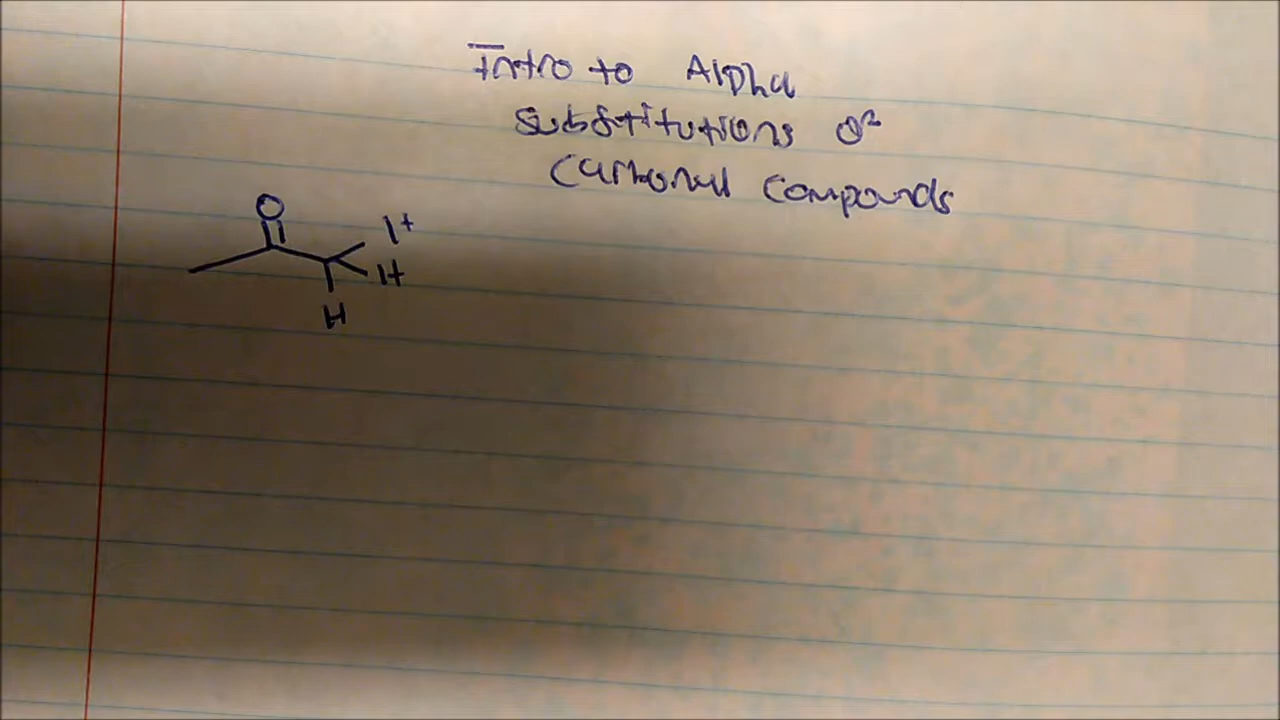 Intro to Alpha
Substitutions of
Carbonyl Compounds
O
H
H
H